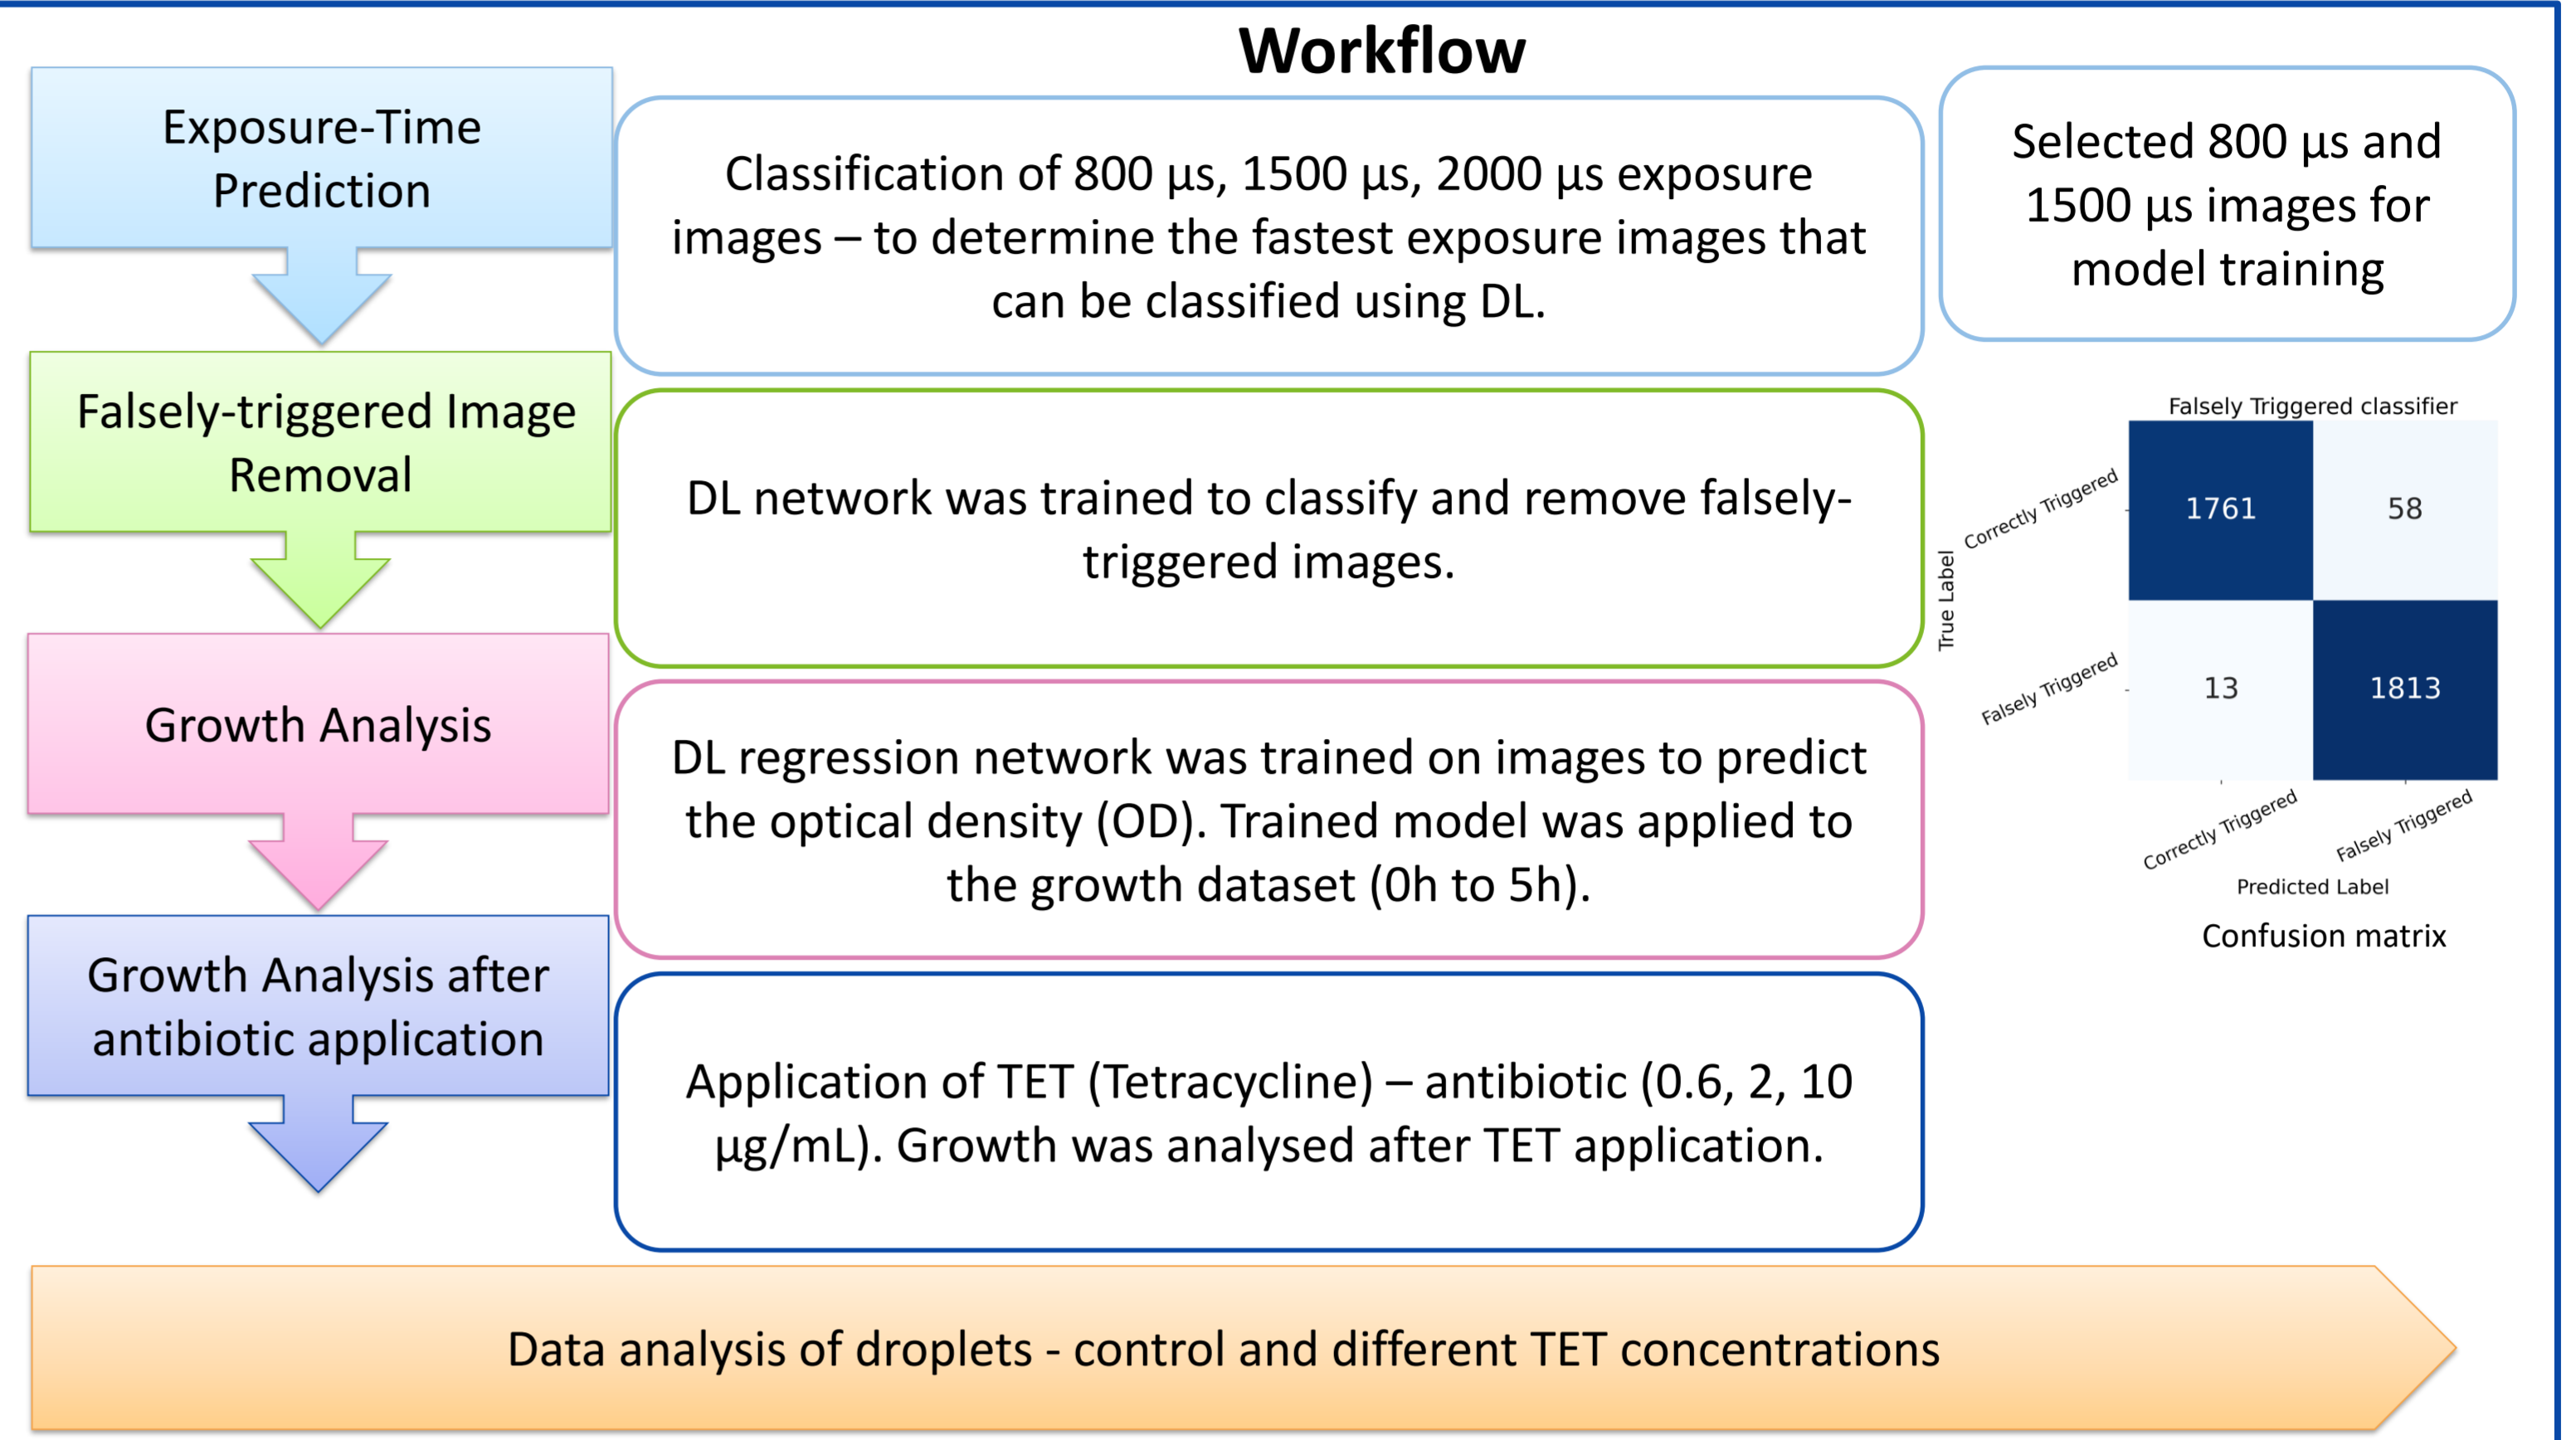 Workflow
Exposure-Time
Prediction
Classification of 800 µs, 1500 µs, 2000 µs exposure
images – to determine the fastest exposure images that
can be classified using DL.
Selected 800 µs and
1500 µs images for
model training
Falsely-triggered Image
Removal
DL network was trained to classify and remove falsely-
triggered images.
Falsely Triggered classifier
True Label
Correctly Triggered
1761
58
Falsely Triggered
13
1813
Correctly Triggered
Falsely Triggered
Predicted Label
Confusion matrix
Growth Analysis
DL regression network was trained on images to predict
the optical density (OD). Trained model was applied to
the growth dataset (0h to 5h).
Growth Analysis after
antibiotic application
Application of TET (Tetracycline) – antibiotic (0.6, 2, 10
µg/mL). Growth was analysed after TET application.
Data analysis of droplets - control and different TET concentrations